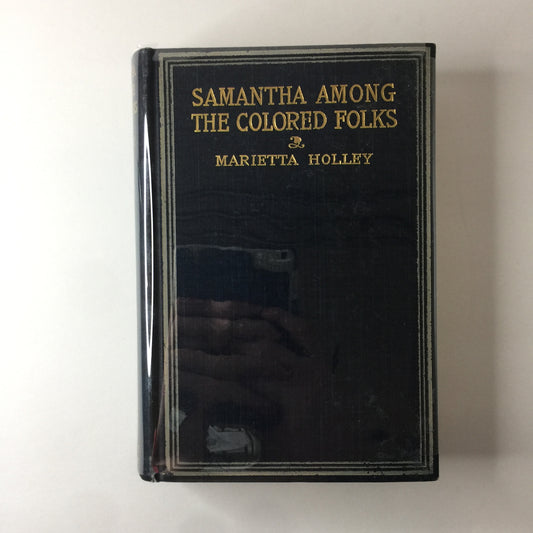 SAMANTHA AMONG
THE COLORED FOLKS
MARIETTA HOLLEY